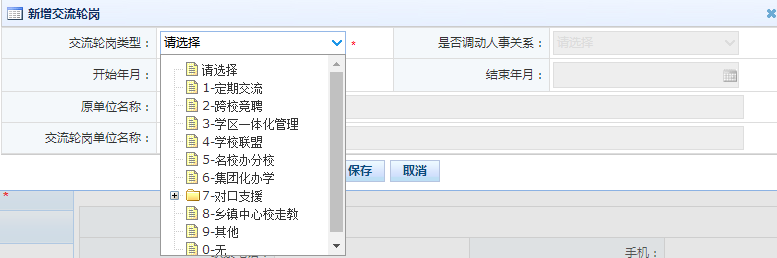 新增交流轮岗
交流轮岗类型： 请选择 * 是否调动人事关系： 请选择
开始年月： 结束年月：
原单位名称：
交流轮岗单位名称：
请选择
1-定期交流
2-跨校竞聘
3-学区一体化管理
4-学校联盟
5-名校办分校
6-集团化办学
7-对口支援
8-乡镇中心校走教
9-其他
0-无
保存 取消
*
手机：